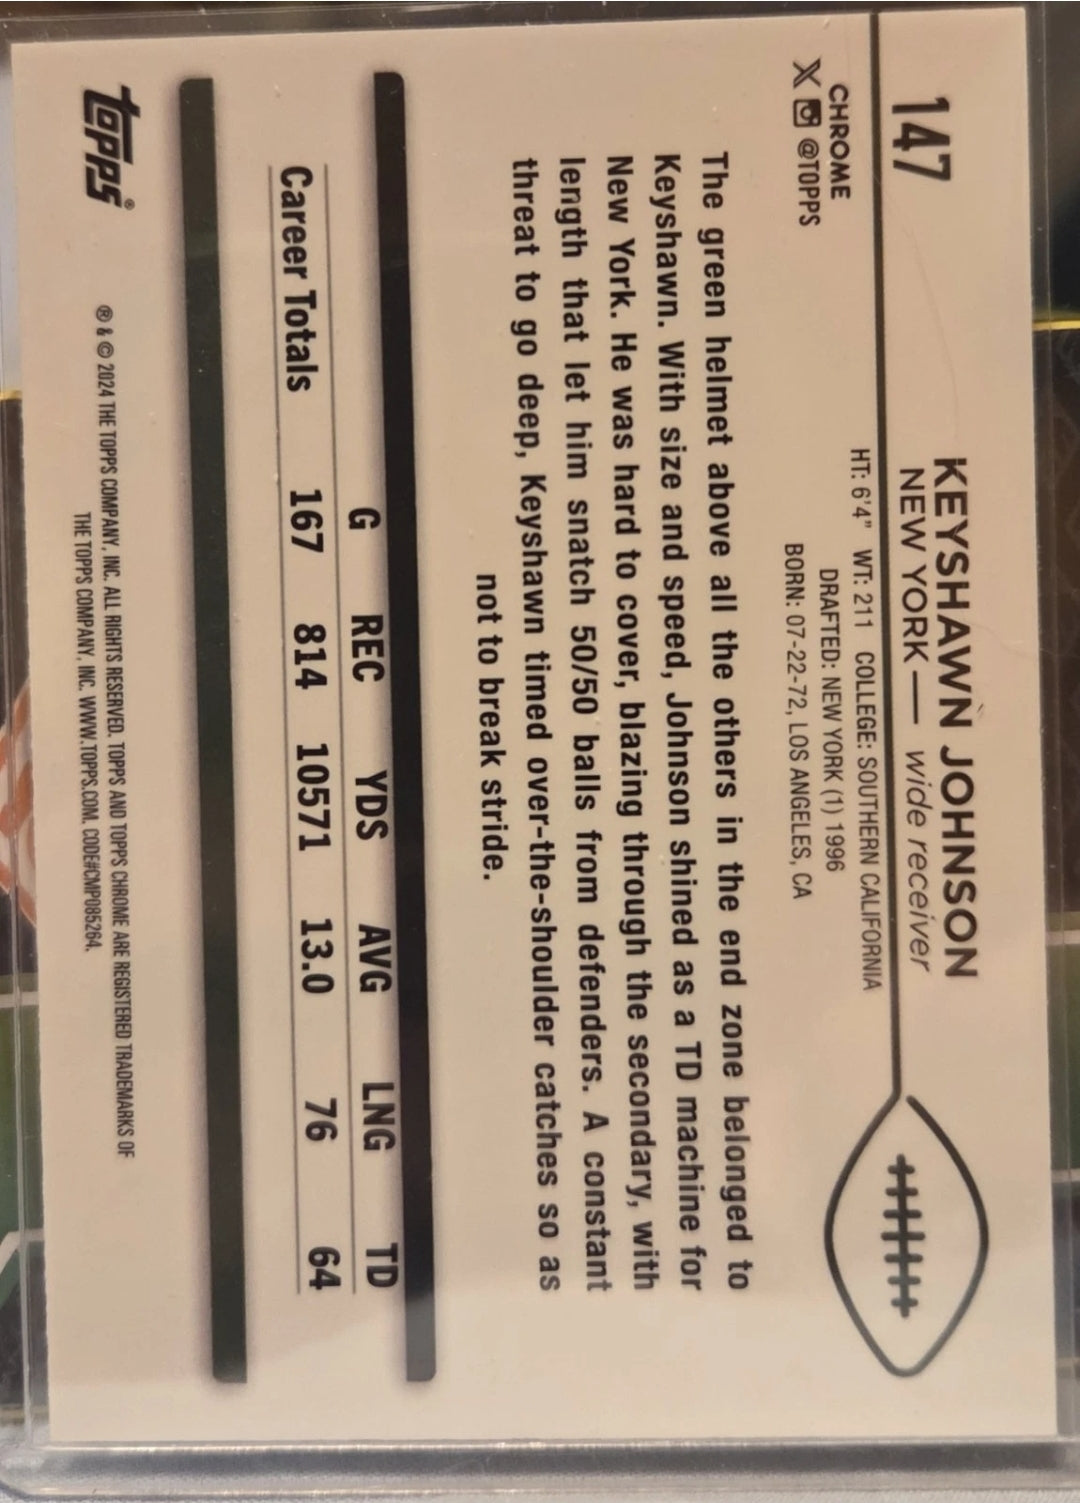 147
KEYSHAWN JOHNSON
NEW YORK — wide receiver
HT: 6'4" WT: 211 COLLEGE: SOUTHERN CALIFORNIA
DRAFTED: NEW YORK (1) 1996
BORN: 07-22-72, LOS ANGELES, CA
CHROME
X @TOPPS
The green helmet above all the others in the end zone belonged to
Keyshawn. With size and speed, Johnson shined as a TD machine for
New York. He was hard to cover, blazing through the secondary, with
length that let him snatch 50/50 balls from defenders. A constant
threat to go deep, Keyshawn timed over-the-shoulder catches so as
not to break stride.
G REC YDS AVG LNG TD
Career Totals 167 814 10571 13.0 76 64
topps®
® & © 2024 THE TOPPS COMPANY, INC. ALL RIGHTS RESERVED. TOPPS AND TOPPS CHROME ARE REGISTERED TRADEMARKS OF
THE TOPPS COMPANY, INC. WWW.TOPPS.COM. CODE#CMP085264.